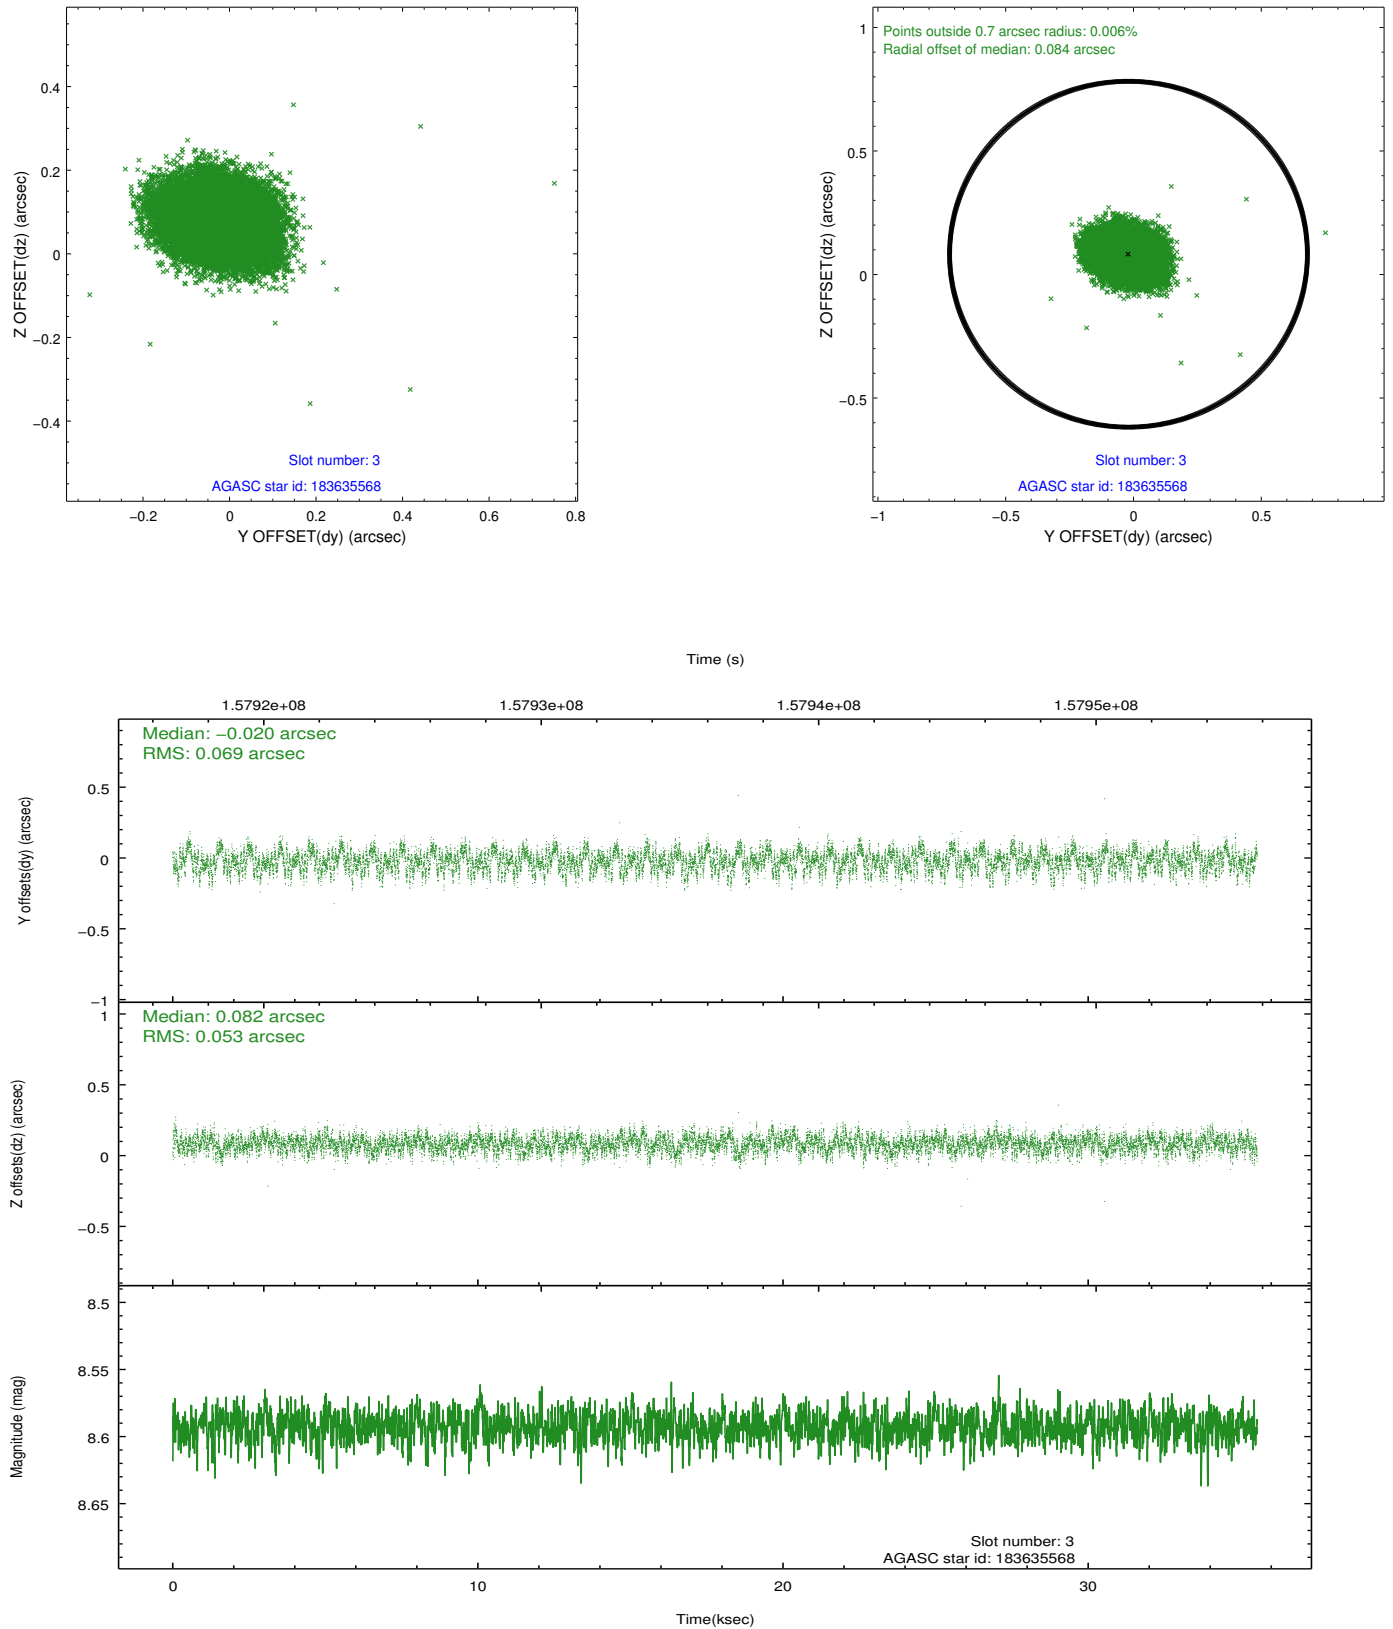 0.4
0.2
0
−0.2
−0.4
Z OFFSET(dz) (arcsec)
Slot number: 3
AGASC star id: 183635568
−0.2 0 0.2 0.4 0.6 0.8
Y OFFSET(dy) (arcsec)
Points outside 0.7 arcsec radius: 0.006%
Radial offset of median: 0.084 arcsec
1
0.5
0
−0.5
Z OFFSET(dz) (arcsec)
Slot number: 3
AGASC star id: 183635568
−1 −0.5 0 0.5
Y OFFSET(dy) (arcsec)
Time (s)
1.5792e+08 1.5793e+08 1.5794e+08 1.5795e+08
Median: −0.020 arcsec
RMS: 0.069 arcsec
0.5
0
−0.5
−1
Y offsets(dy) (arcsec)
Median: 0.082 arcsec
RMS: 0.053 arcsec
1
0.5
0
−0.5
Z offsets(dz) (arcsec)
8.5
8.55
8.6
8.65
Magnitude (mag)
Slot number: 3
AGASC star id: 183635568
0 10 20 30
Time(ksec)